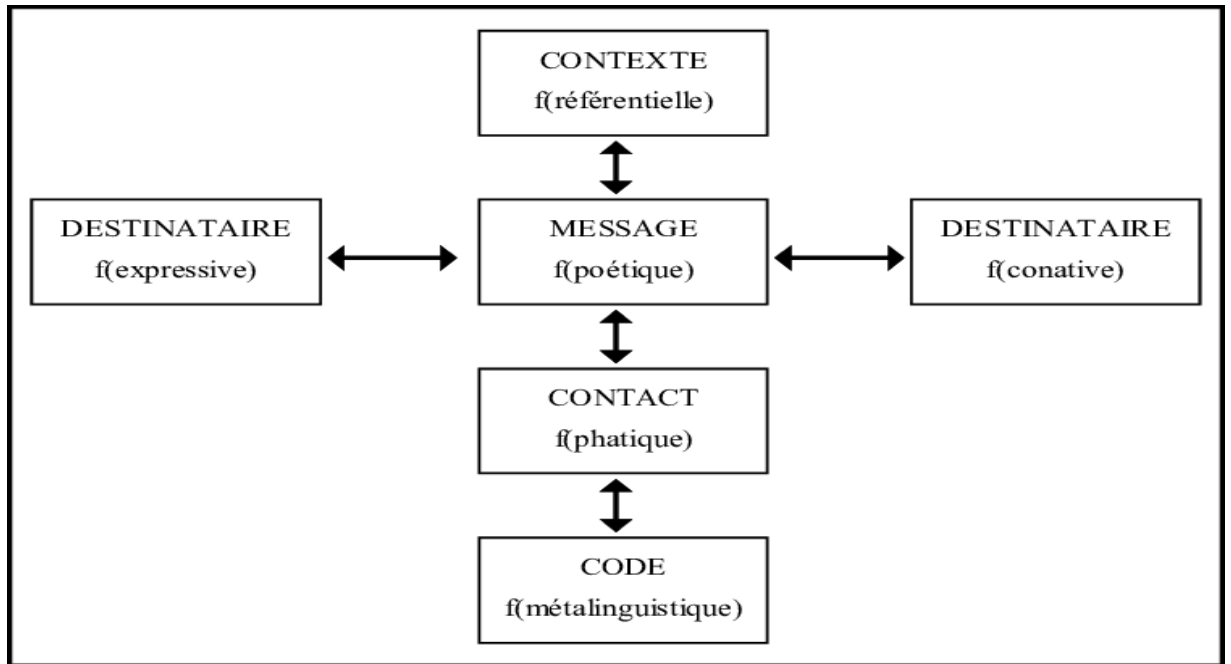 CONTEXTE
f(référentielle)
DESTINATAIRE
f(expressive)
MESSAGE
f(poétique)
DESTINATAIRE
f(conative)
CONTACT
f(phatique)
CODE
f(métalinguistique)